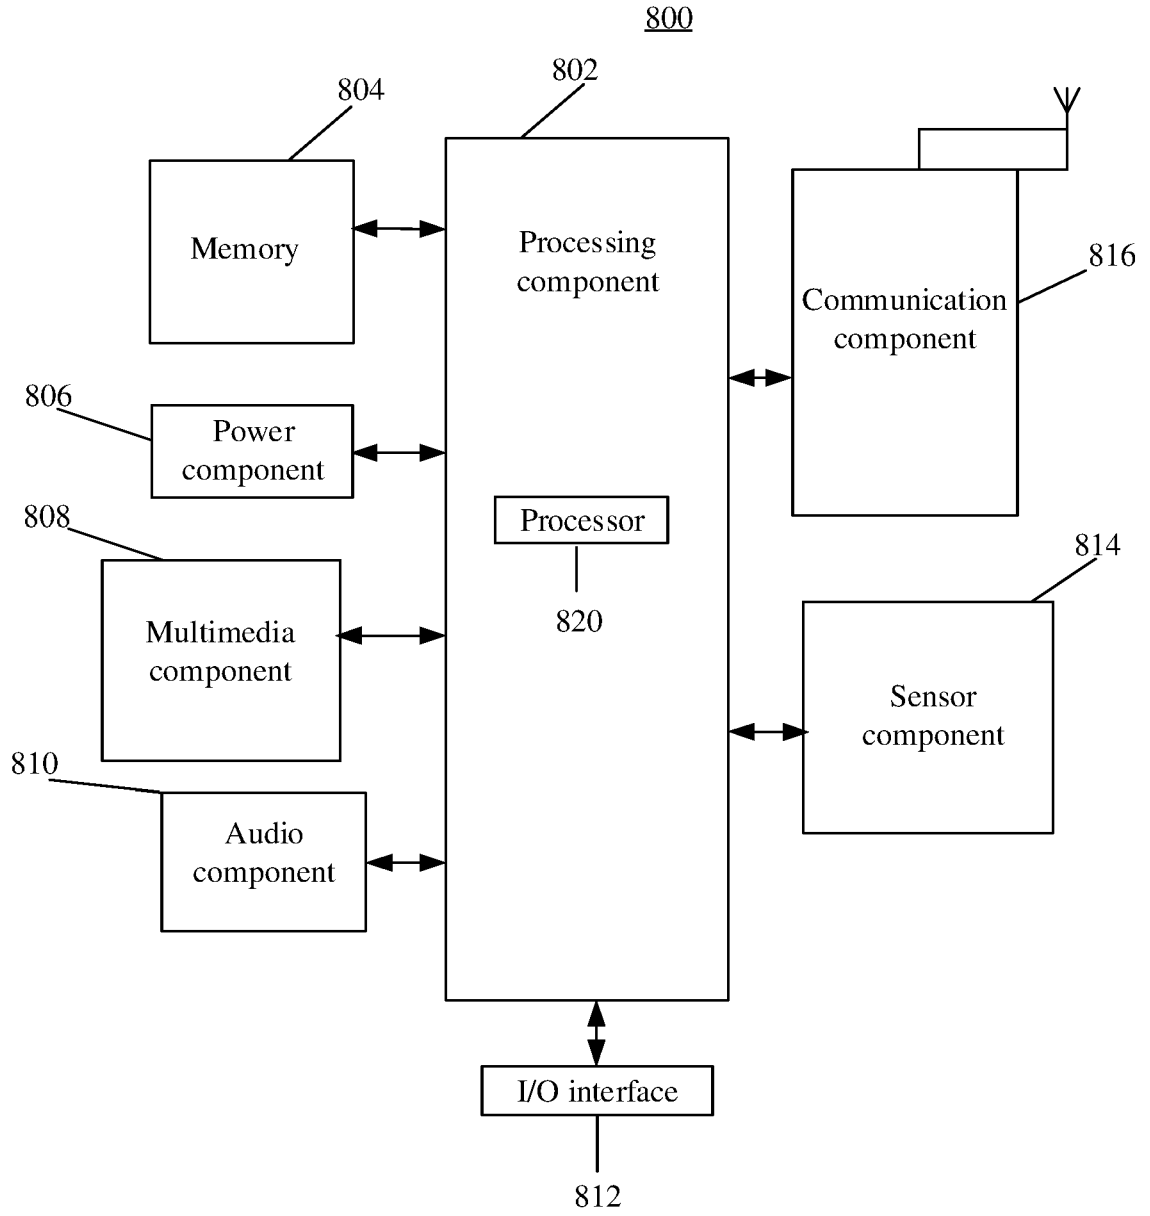 800
802
804
Memory
Processing
component
816
Communication
component
806
Power
component
808
Processor
820
814
Multimedia
component
Sensor
component
810
Audio
component
I/O interface
812